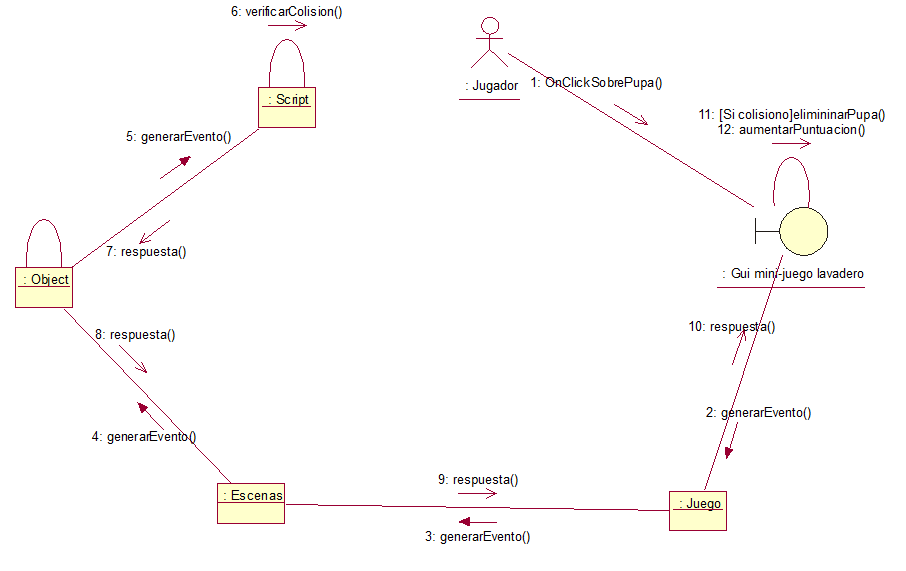 6: verificarColision()
: Script
: Jugador
1: OnClickSobrePupa()
11: [Si colisiono]elimininarPupa()
12: aumentarPuntuacion()
5: generarEvento()
7: respuesta()
: Object
: Gui mini-juego lavadero
8: respuesta()
10: respuesta()
4: generarEvento()
2: generarEvento()
9: respuesta()
: Escenas
: Juego
3: generarEvento()